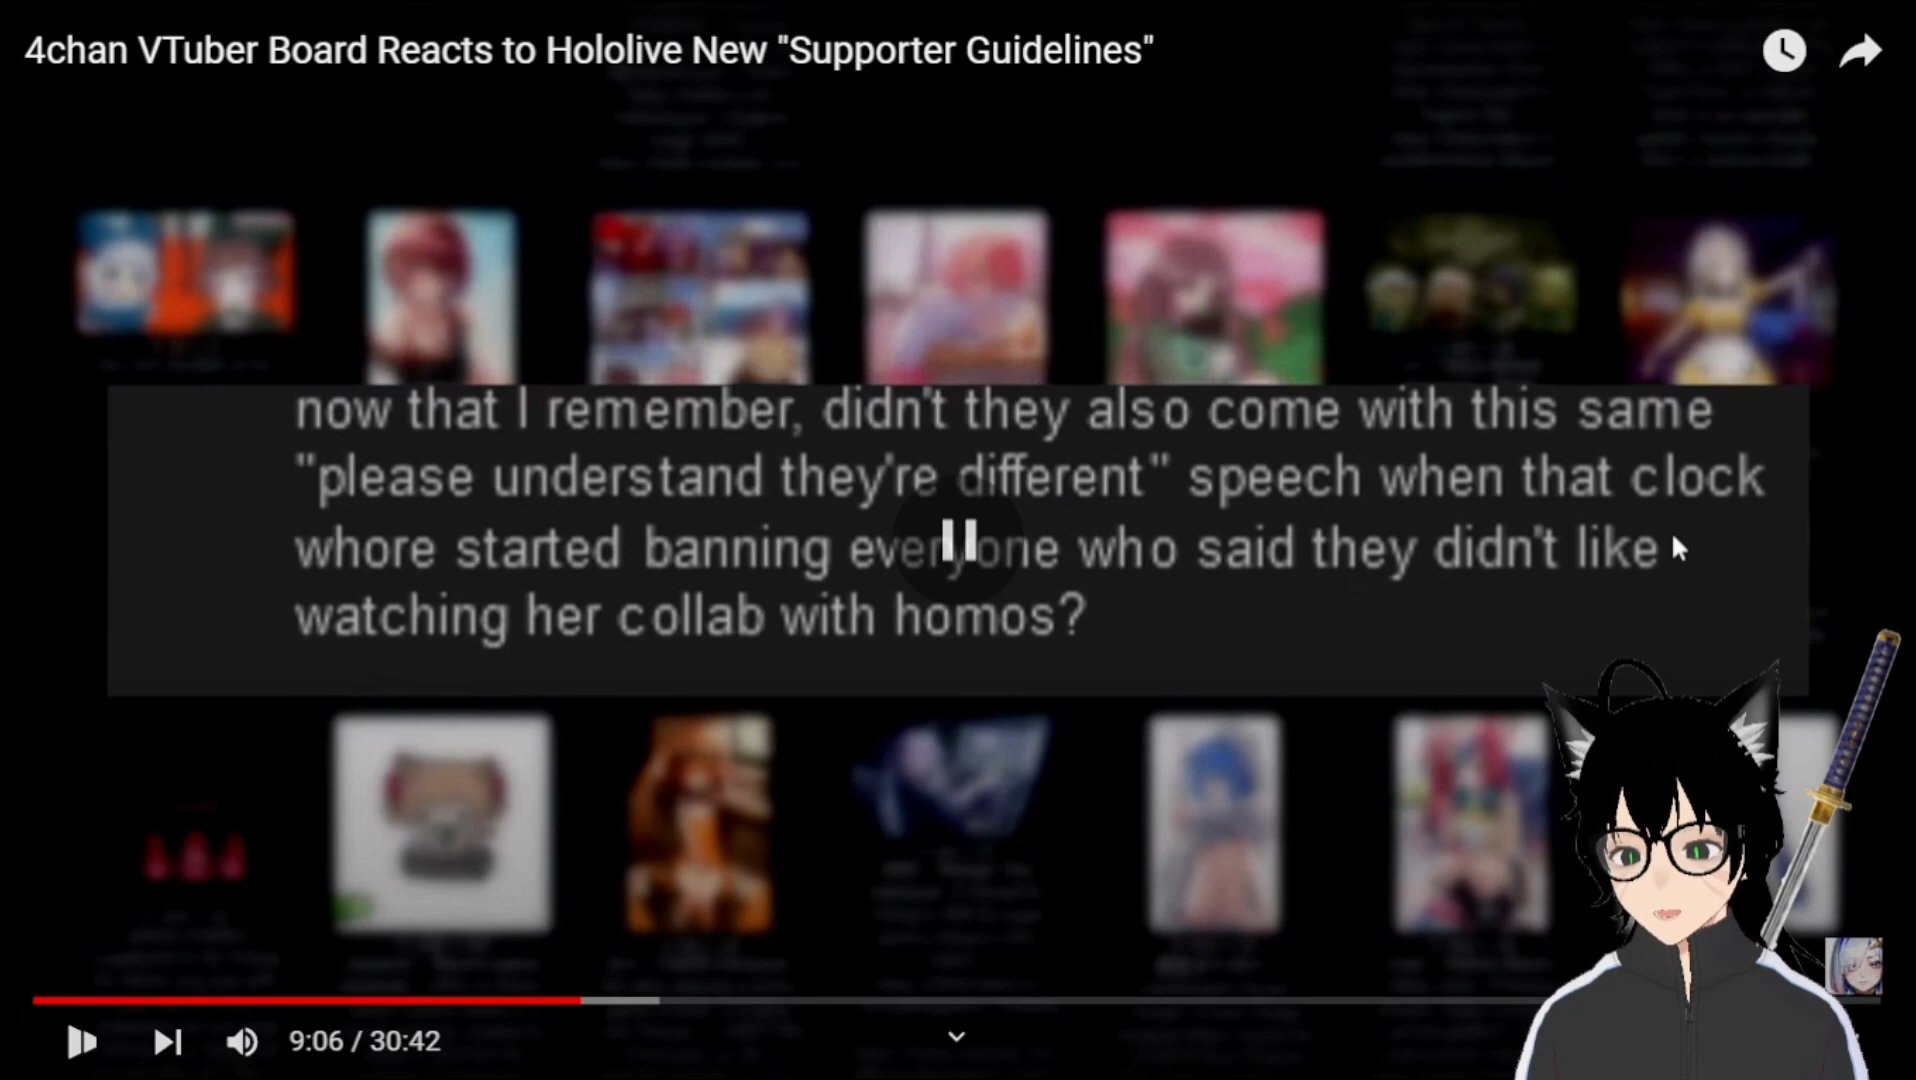 4chan VTuber Board Reacts to Hololive New "Supporter Guidelines"
now that I remember, didn't they also come with this same
"please understand they're different" speech when that clock
whore started banning everyone who said they didn't like
watching her collab with homos?
9:06 / 30:42